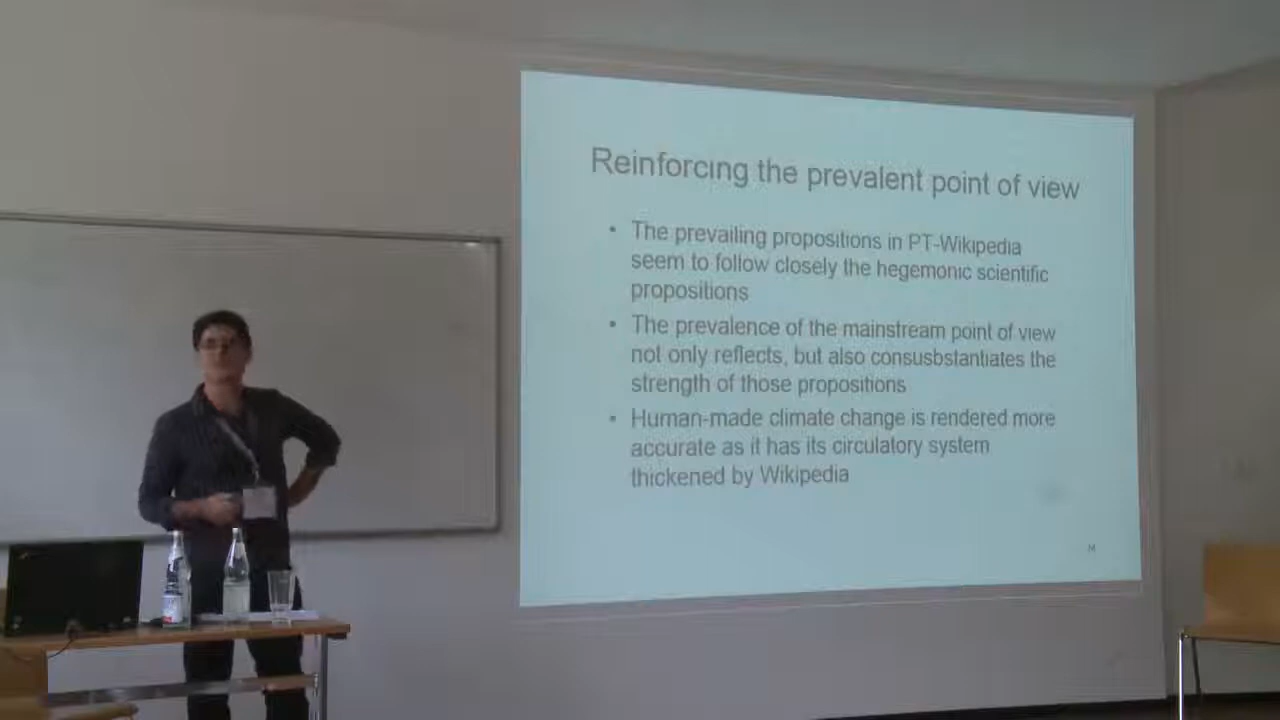 Reinforcing the prevalent point of view
• The prevailing propositions in PT-Wikipedia
seem to follow closely the hegemonic scientific
propositions
• The prevalence of the mainstream point of view
not only reflects, but also consusbstantiates the
strength of those propositions
• Human-made climate change is rendered more
accurate as it has its circulatory system
thickened by Wikipedia